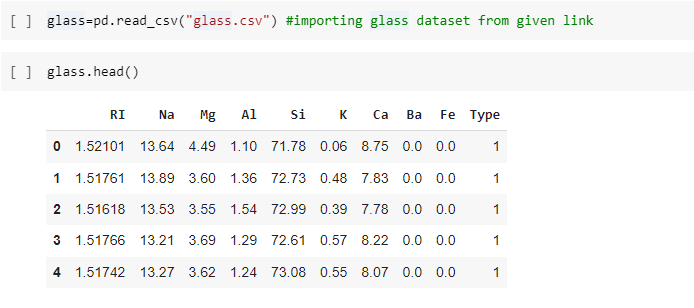 [ ] glass=pd.read_csv("glass.csv") #importing glass dataset from given link
[ ] glass.head()
RI Na Mg Al Si K Ca Ba Fe Type
0 1.52101 13.64 4.49 1.10 71.78 0.06 8.75 0.0 0.0 1
1 1.51761 13.89 3.60 1.36 72.73 0.48 7.83 0.0 0.0 1
2 1.51618 13.53 3.55 1.54 72.99 0.39 7.78 0.0 0.0 1
3 1.51766 13.21 3.69 1.29 72.61 0.57 8.22 0.0 0.0 1
4 1.51742 13.27 3.62 1.24 73.08 0.55 8.07 0.0 0.0 1